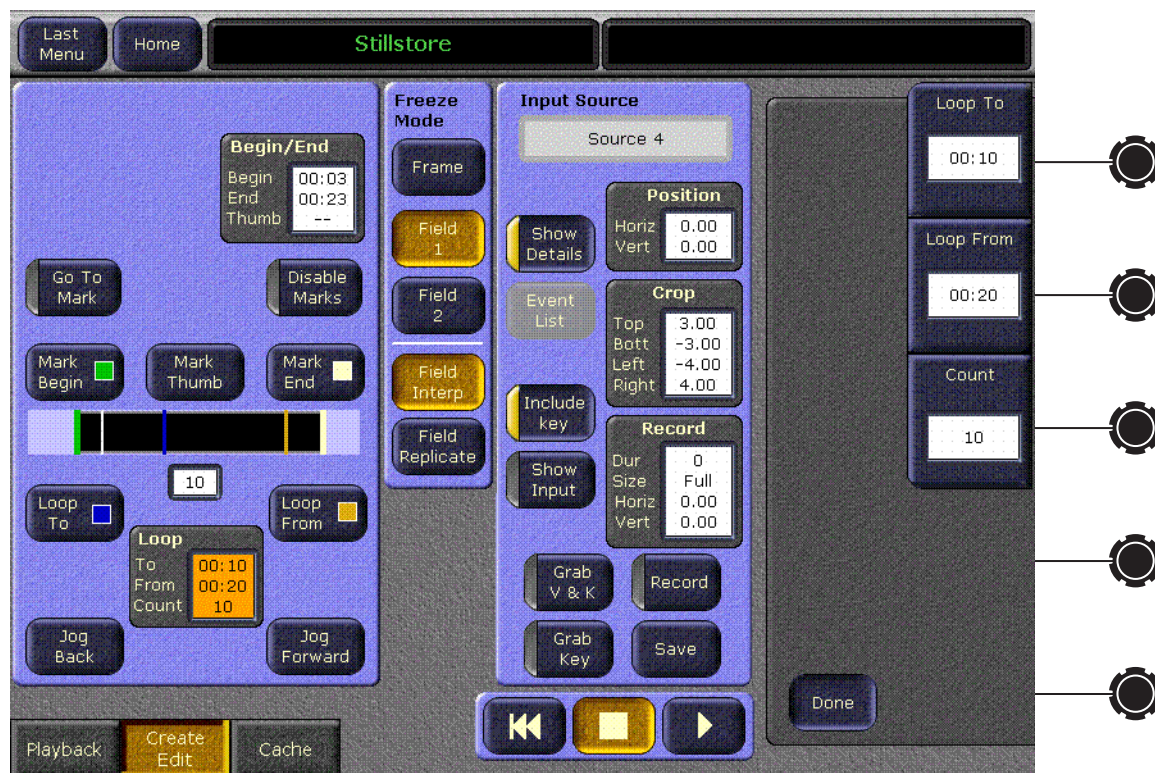 Last
Menu
Home
Stillstore
Begin/End
Begin 00:03
End 00:23
Thumb --
Go To
Mark
Disable
Marks
Mark
Begin
Mark
Thumb
Mark
End
10
Loop
To
Loop
From
Loop
To 00:10
From 00:20
Count 10
Jog
Back
Jog
Forward
Freeze
Mode
Frame
Field
1
Field
2
Field
Interp
Field
Replicate
Input Source
Source 4
Show
Details
Event
List
Include
key
Show
Input
Position
Horiz 0.00
Vert 0.00
Crop
Top 3.00
Bott -3.00
Left -4.00
Right 4.00
Record
Dur 0
Size Full
Horiz 0.00
Vert 0.00
Grab
V & K
Record
Grab
Key
Save
Loop To
00:10
Loop From
00:20
Count
10
Done
Playback
Create
Edit
Cache